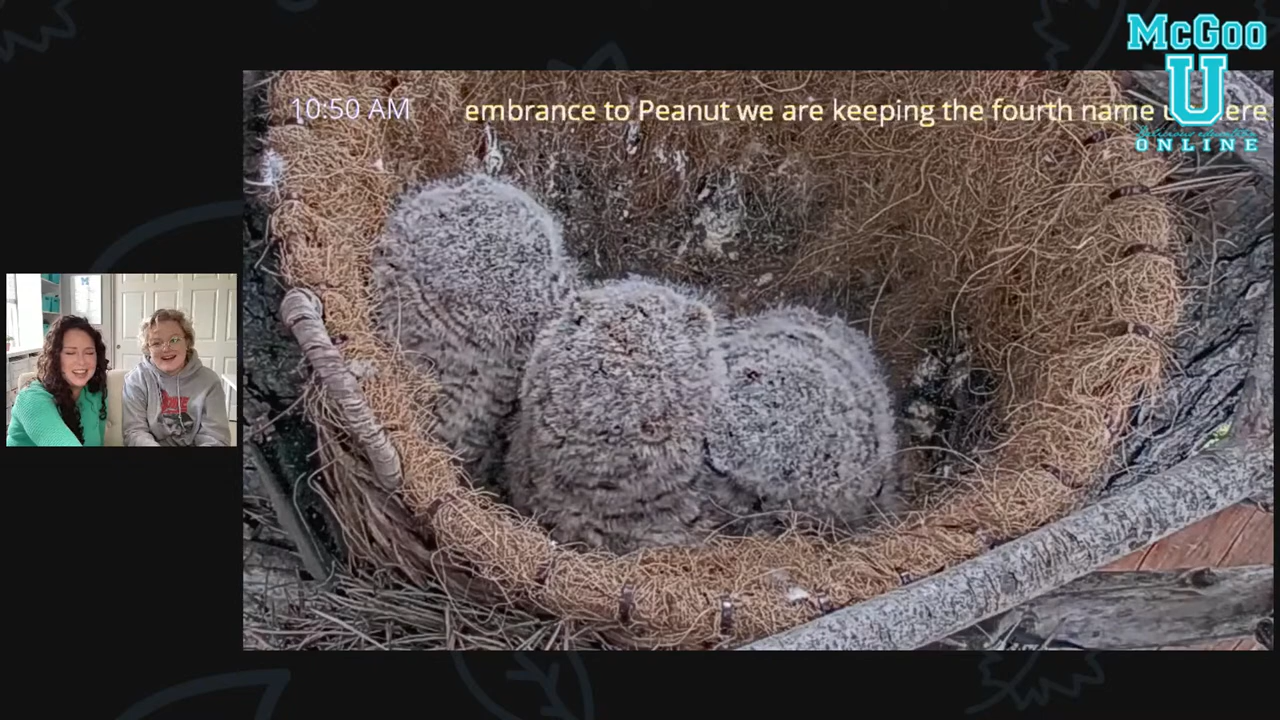 McGoo
U
ONLINE
10:50 AM
embrance to Peanut we are keeping the fourth name